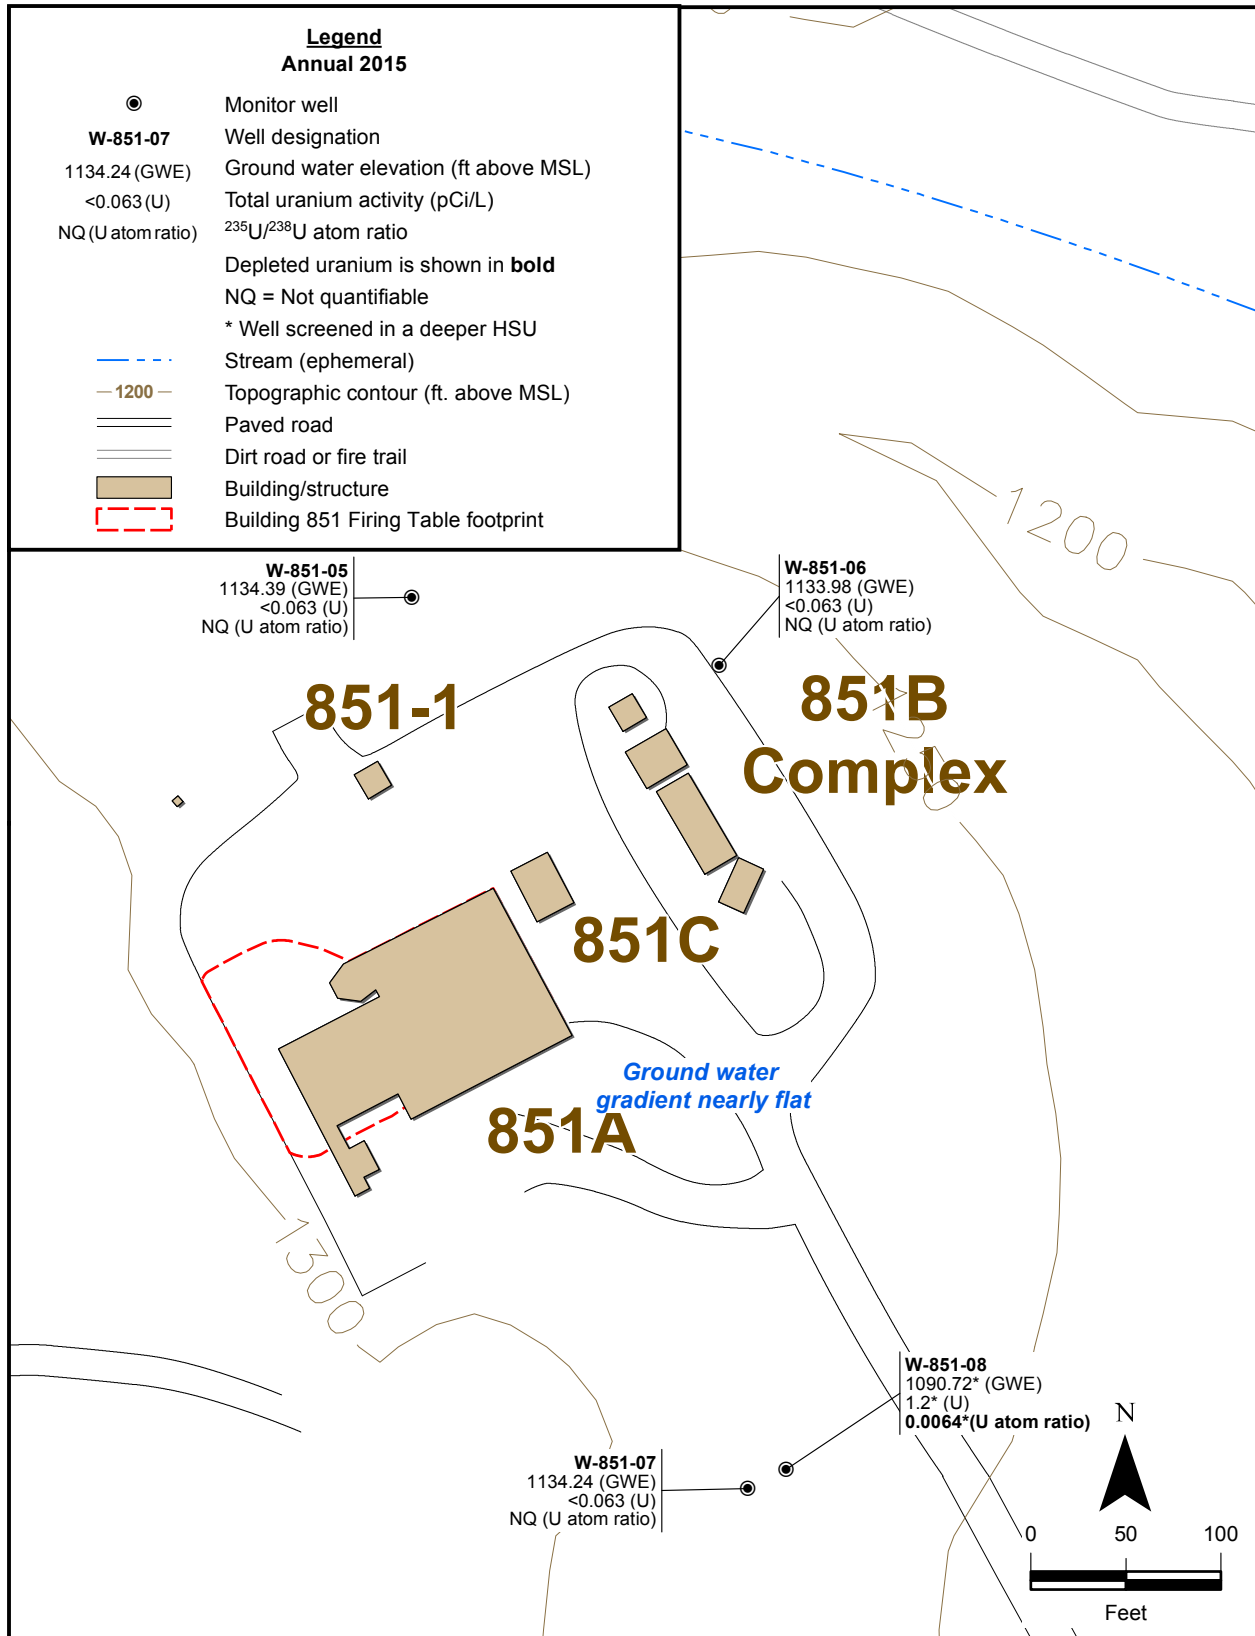 Legend
Annual 2015
Monitor well
W-851-07 Well designation
1134.24 (GWE) Ground water elevation (ft above MSL)
<0.063 (U) Total uranium activity (pCi/L)
NQ (U atom ratio) 235U/238U atom ratio
Depleted uranium is shown in bold
NQ = Not quantifiable
* Well screened in a deeper HSU
Stream (ephemeral)
1200 Topographic contour (ft. above MSL)
Paved road
Dirt road or fire trail
Building/structure
Building 851 Firing Table footprint
1200
W-851-05
1134.39 (GWE)
<0.063 (U)
NQ (U atom ratio)
W-851-06
1133.98 (GWE)
<0.063 (U)
NQ (U atom ratio)
851-1
851B
Complex
851C
Ground water
gradient nearly flat
851A
1300
W-851-08
1090.72* (GWE)
1.2* (U)
0.0064*(U atom ratio)
W-851-07
1134.24 (GWE)
<0.063 (U)
NQ (U atom ratio)
N
0 50 100
Feet